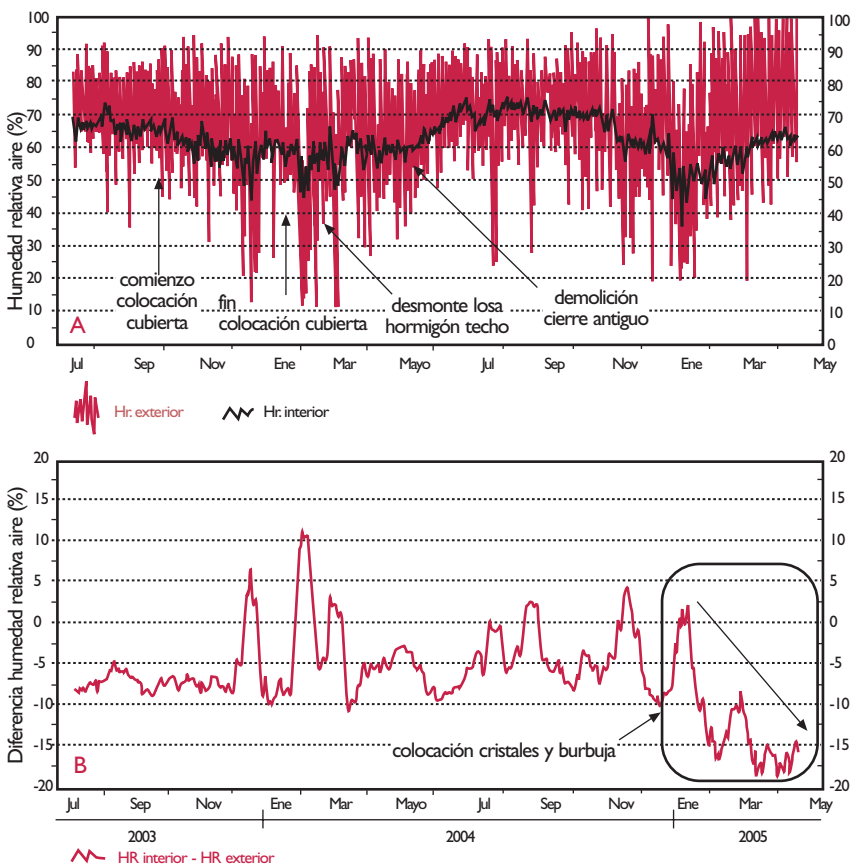 Humedad relativa aire (%)
100
90
80
70
60
50
40
30
20
10
0
100
90
80
70
60
50
40
30
20
10
0
comienzo
colocación
cubierta
fin
colocación cubierta
desmonte losa
hormigón techo
demolición
cierre antiguo
A
Jul Sep Nov Ene Mar Mayo Jul Sep Nov Ene Mar May
Hr. exterior Hr. interior
Diferencia humedad relativa aire (%)
20
15
10
5
0
-5
-10
-15
-20
20
15
10
5
0
-5
-10
-15
-20
colocación cristales y burbuja
B
Jul Sep Nov Ene Mar Mayo Jul Sep Nov Ene Mar May
2003 2004 2005
HR interior - HR exterior